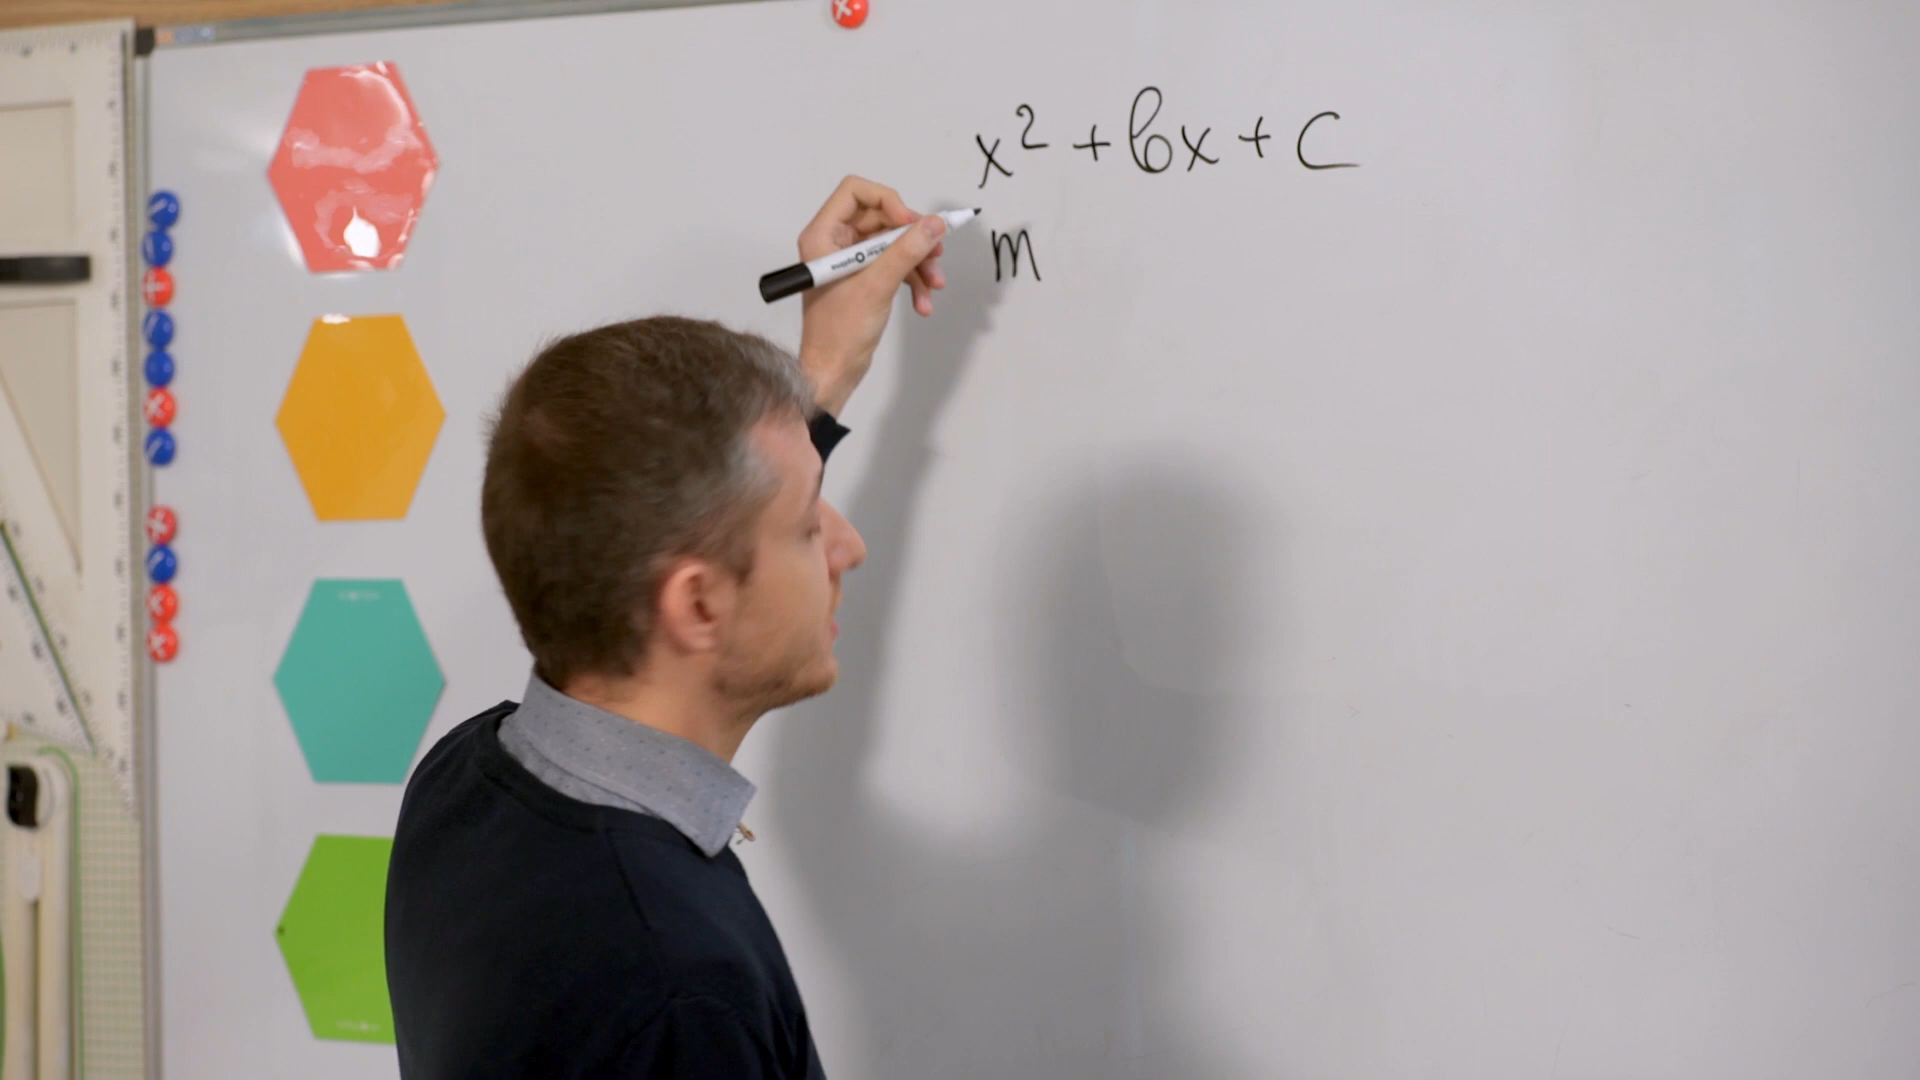 x² + bx + c
m